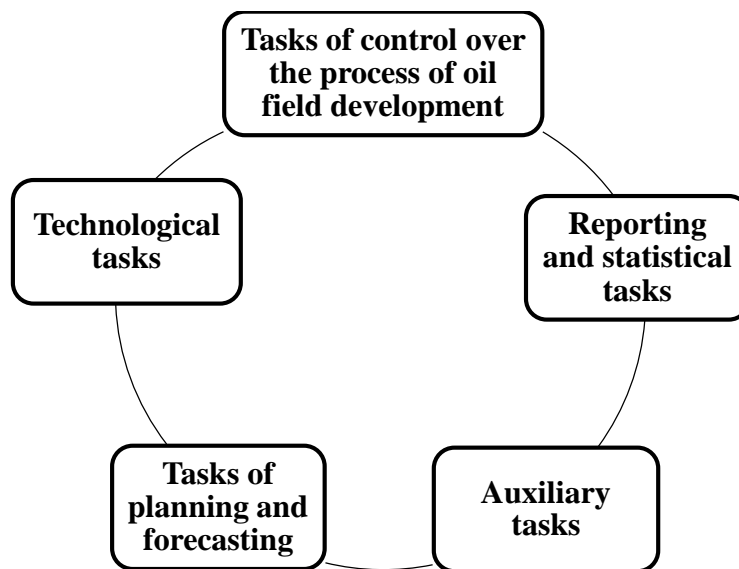 Tasks of control over
the process of oil
field development
Reporting
and statistical
tasks
Auxiliary
tasks
Tasks of
planning and
forecasting
Technological
tasks